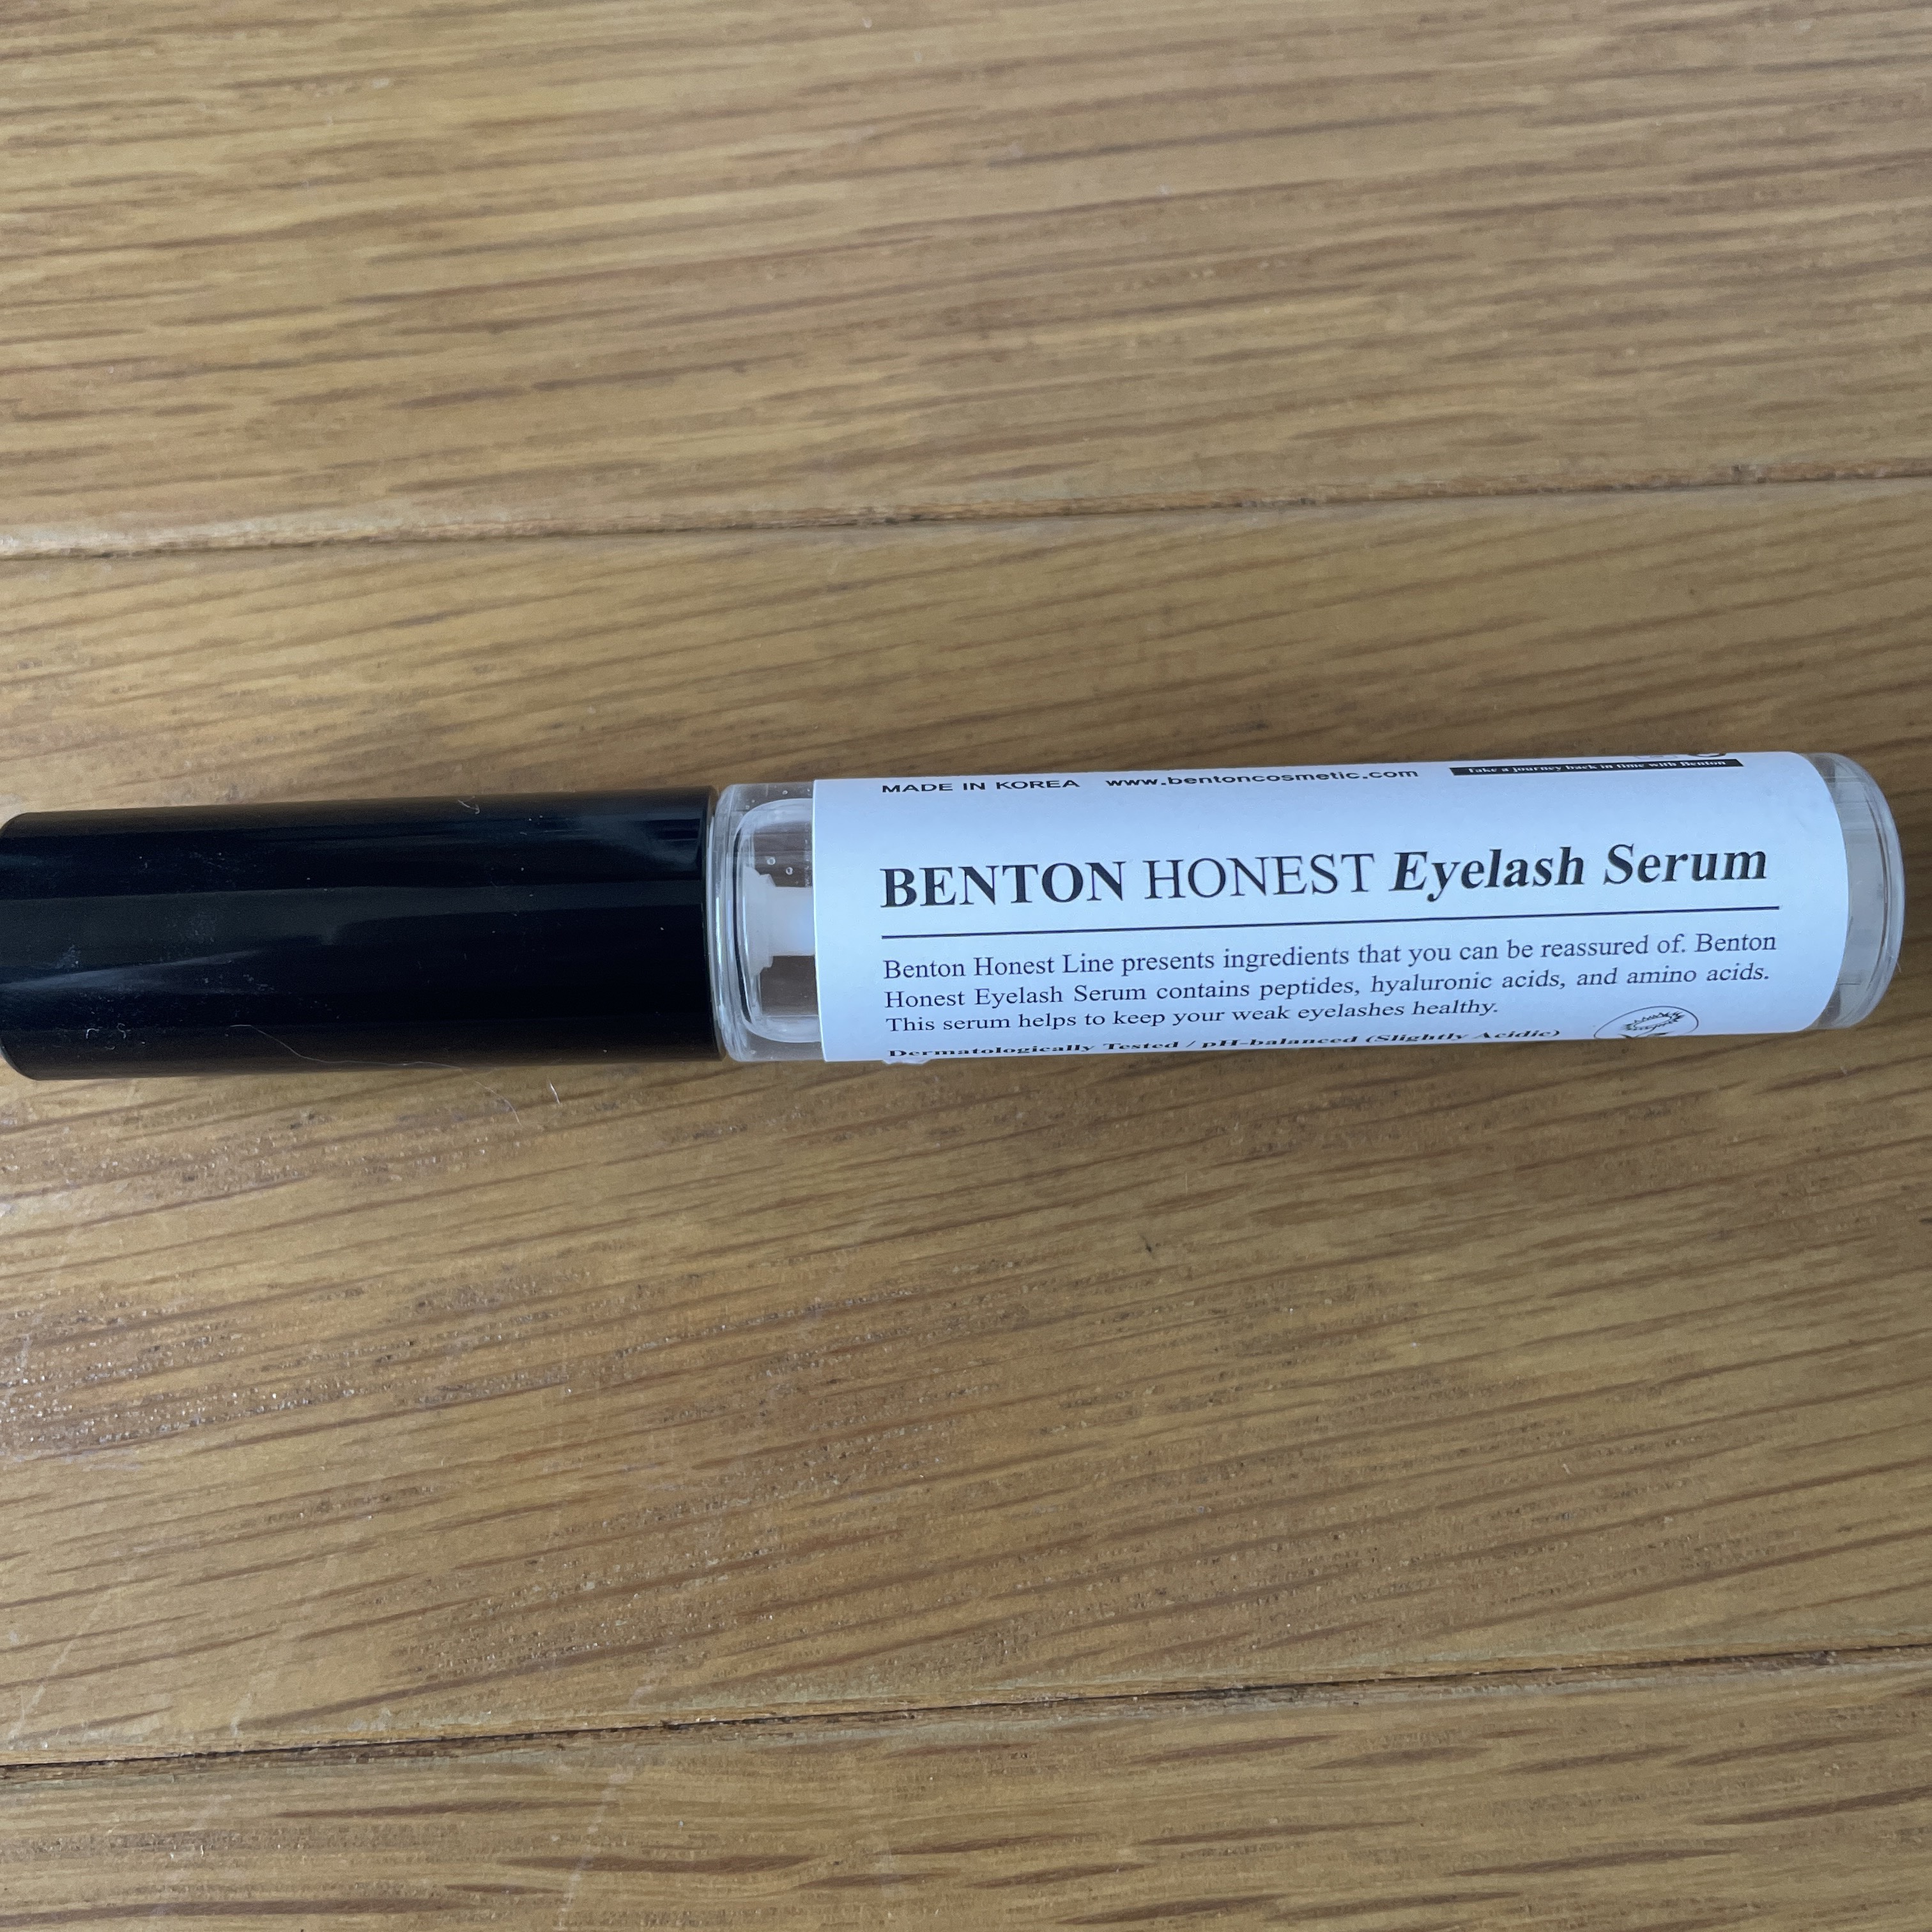 MADE IN KOREA www.bentoncosmetic.com Take a journey back in time with Benton
BENTON HONEST Eyelash Serum
Benton Honest Line presents ingredients that you can be reassured of. Benton
Honest Eyelash Serum contains peptides, hyaluronic acids, and amino acids.
This serum helps to keep your weak eyelashes healthy.
Dermatologically Tested / pH-balanced (Slightly Acidic)